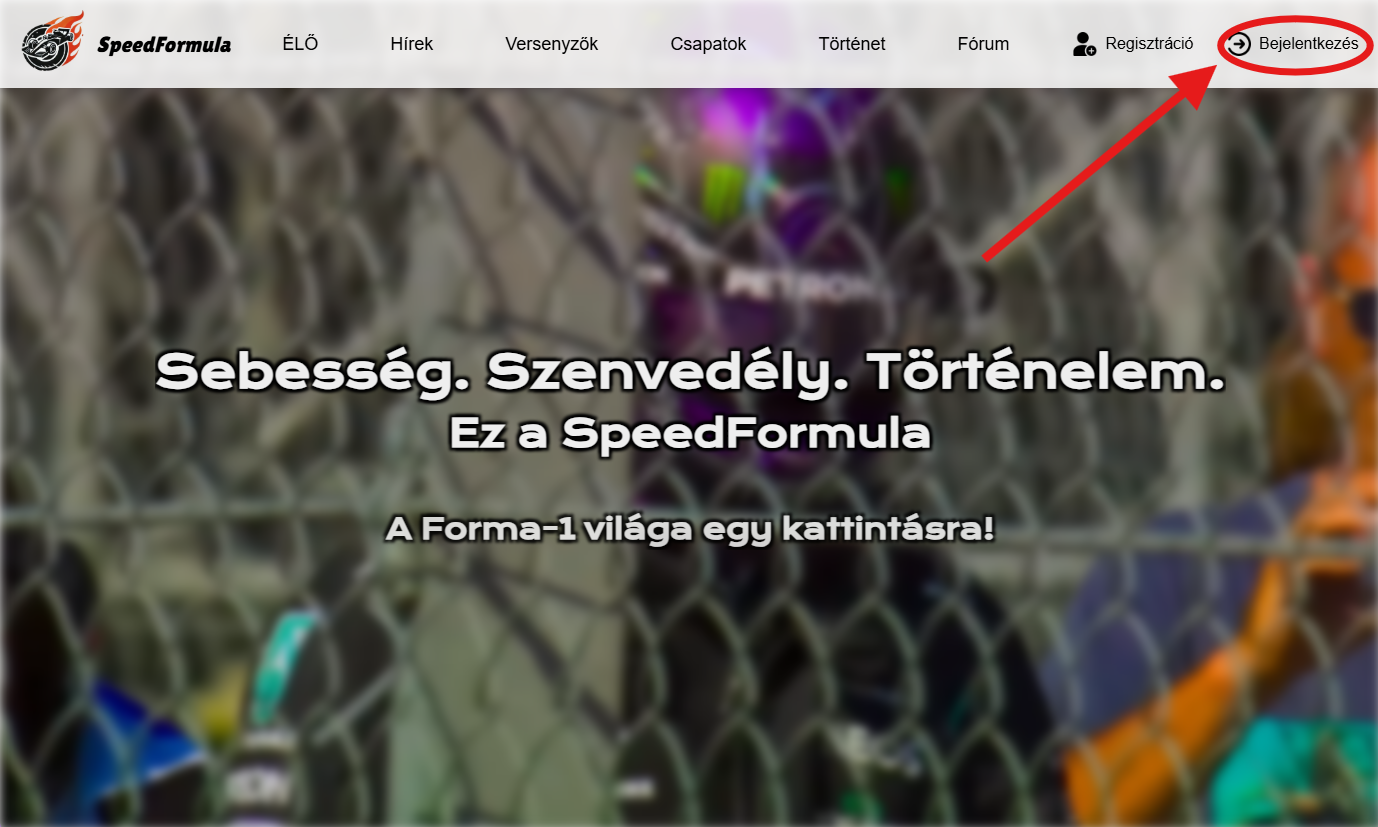 SpeedFormula
ÉLŐ
Hírek
Versenyzők
Csapatok
Történet
Fórum
Regisztráció
Bejelentkezés
Sebesség. Szenvedély. Történelem.
Ez a SpeedFormula
A Forma-1 világa egy kattintásra!